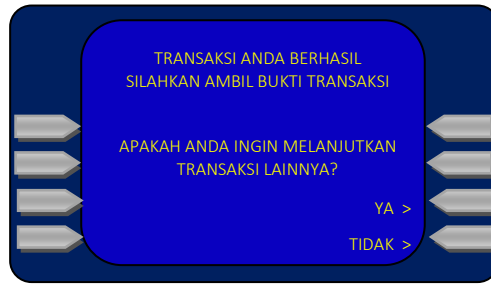 TRANSAKSI ANDA BERHASIL
SILAHKAN AMBIL BUKTI TRANSAKSI
APAKAH ANDA INGIN MELANJUTKAN
TRANSAKSI LAINNYA?
YA >
TIDAK >